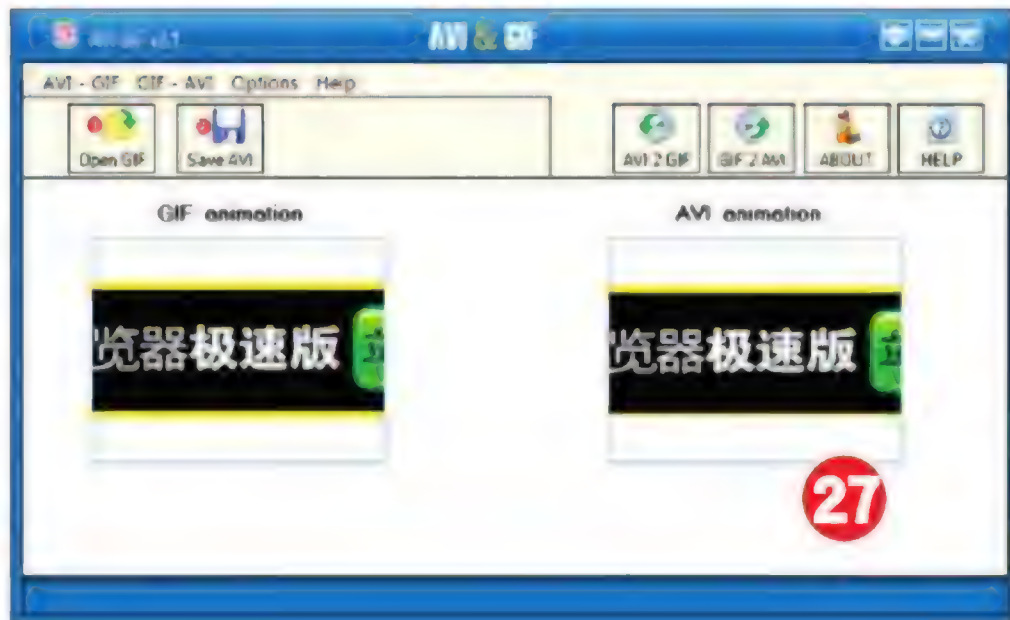 AVI & GIF
AVI - GIF GIF - AVI Options Help
Open GIF Save AVI AVI 2 GIF GIF 2 AVI ABOUT HELP
GIF animation AVI animation
览器极速版 览器极速版
27